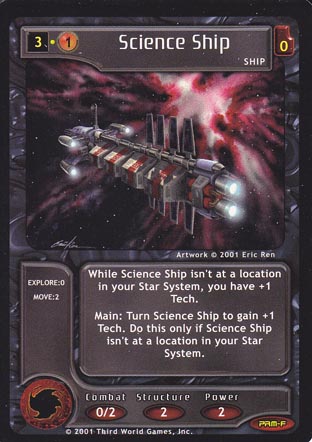 3 • 1
Science Ship
0
SHIP
Artwork © 2001 Eric Ren
EXPLORE:0
MOVE:2
While Science Ship isn't at a location
in your Star System, you have +1
Tech.
Main: Turn Science Ship to gain +1
Tech. Do this only if Science Ship
isn't at a location in your Star
System.
Combat Structure Power
0/2 2 2
PRM-F
© 2001 Third World Games, Inc.